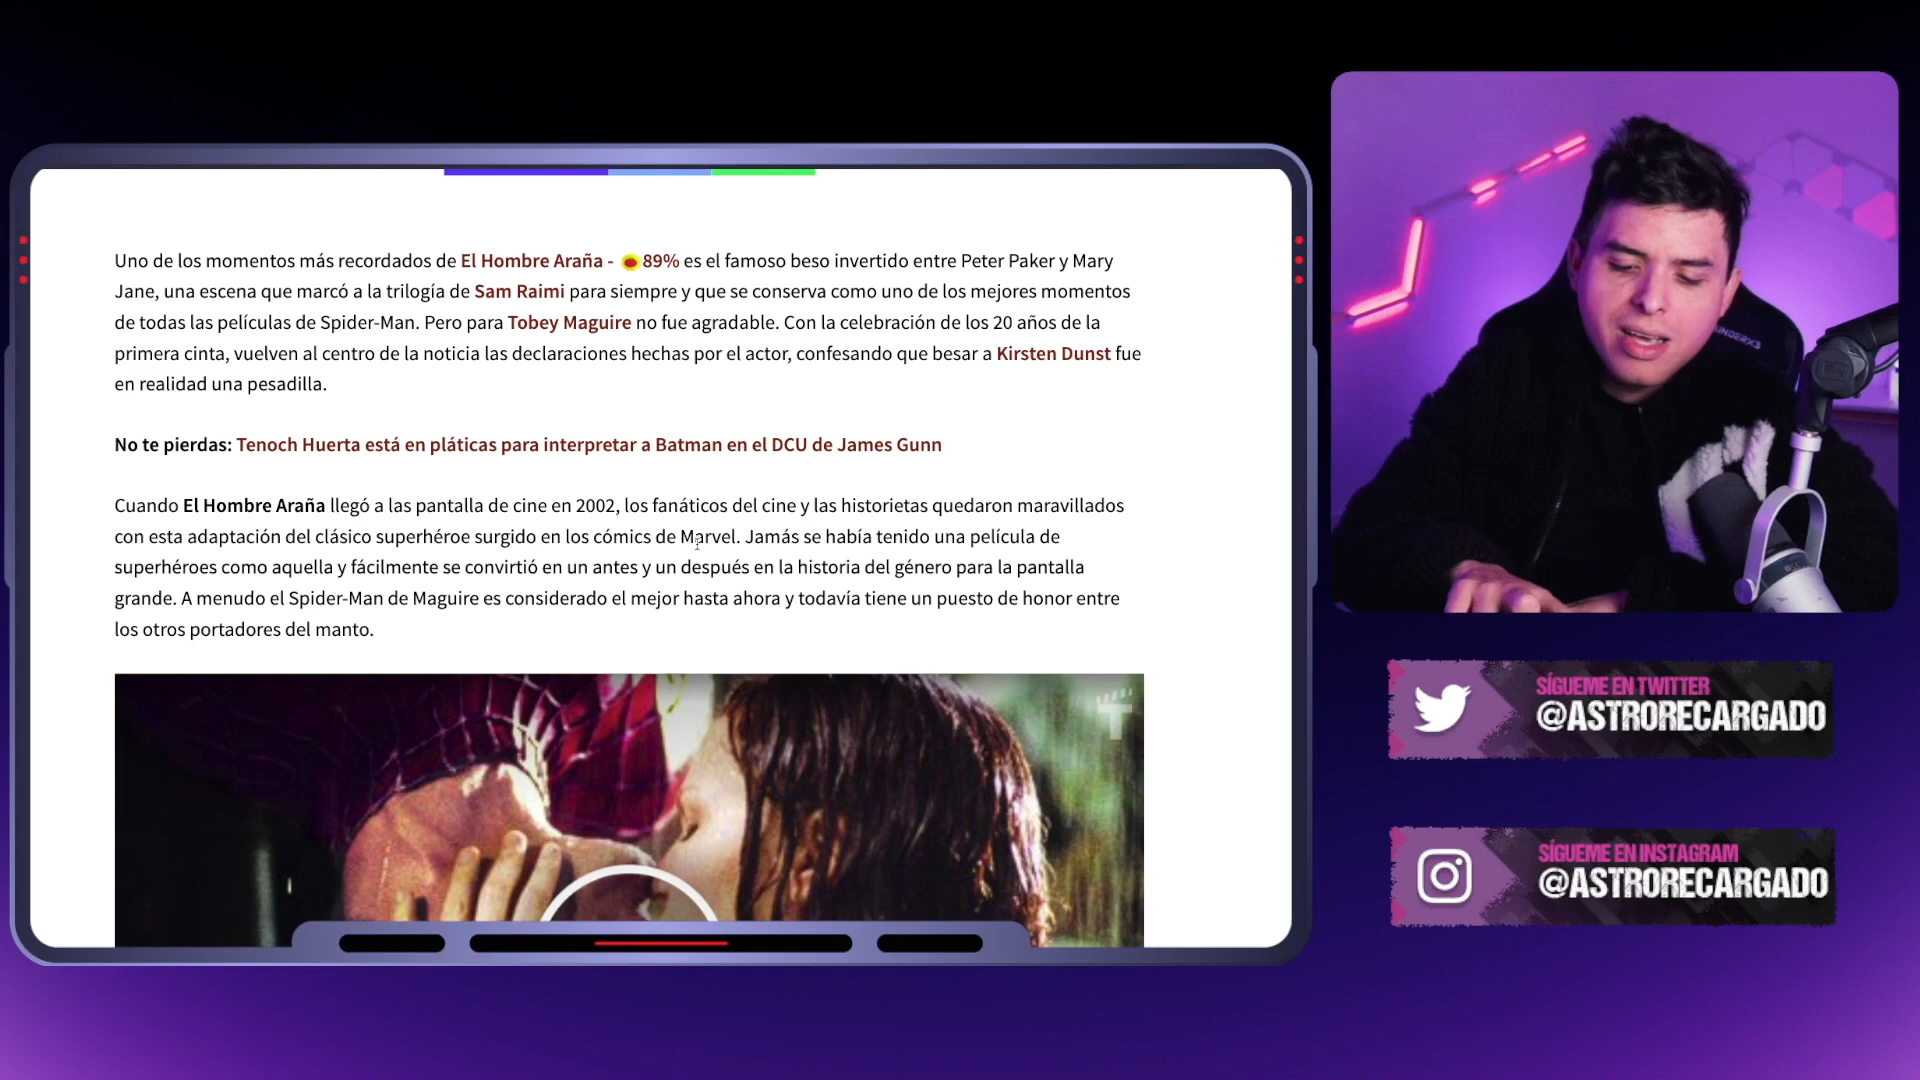 Uno de los momentos más recordados de El Hombre Araña - 89% es el famoso beso invertido entre Peter Paker y Mary
Jane, una escena que marcó a la trilogía de Sam Raimi para siempre y que se conserva como uno de los mejores momentos
de todas las películas de Spider-Man. Pero para Tobey Maguire no fue agradable. Con la celebración de los 20 años de la
primera cinta, vuelven al centro de la noticia las declaraciones hechas por el actor, confesando que besar a Kirsten Dunst fue
en realidad una pesadilla.
No te pierdas: Tenoch Huerta está en pláticas para interpretar a Batman en el DCU de James Gunn
Cuando El Hombre Araña llegó a las pantalla de cine en 2002, los fanáticos del cine y las historietas quedaron maravillados
con esta adaptación del clásico superhéroe surgido en los cómics de Marvel. Jamás se había tenido una película de
superhéroes como aquella y fácilmente se convirtió en un antes y un después en la historia del género para la pantalla
grande. A menudo el Spider-Man de Maguire es considerado el mejor hasta ahora y todavía tiene un puesto de honor entre
los otros portadores del manto.
SÍGUEME EN TWITTER
@ASTRORECARGADO
SÍGUEME EN INSTAGRAM
@ASTRORECARGADO